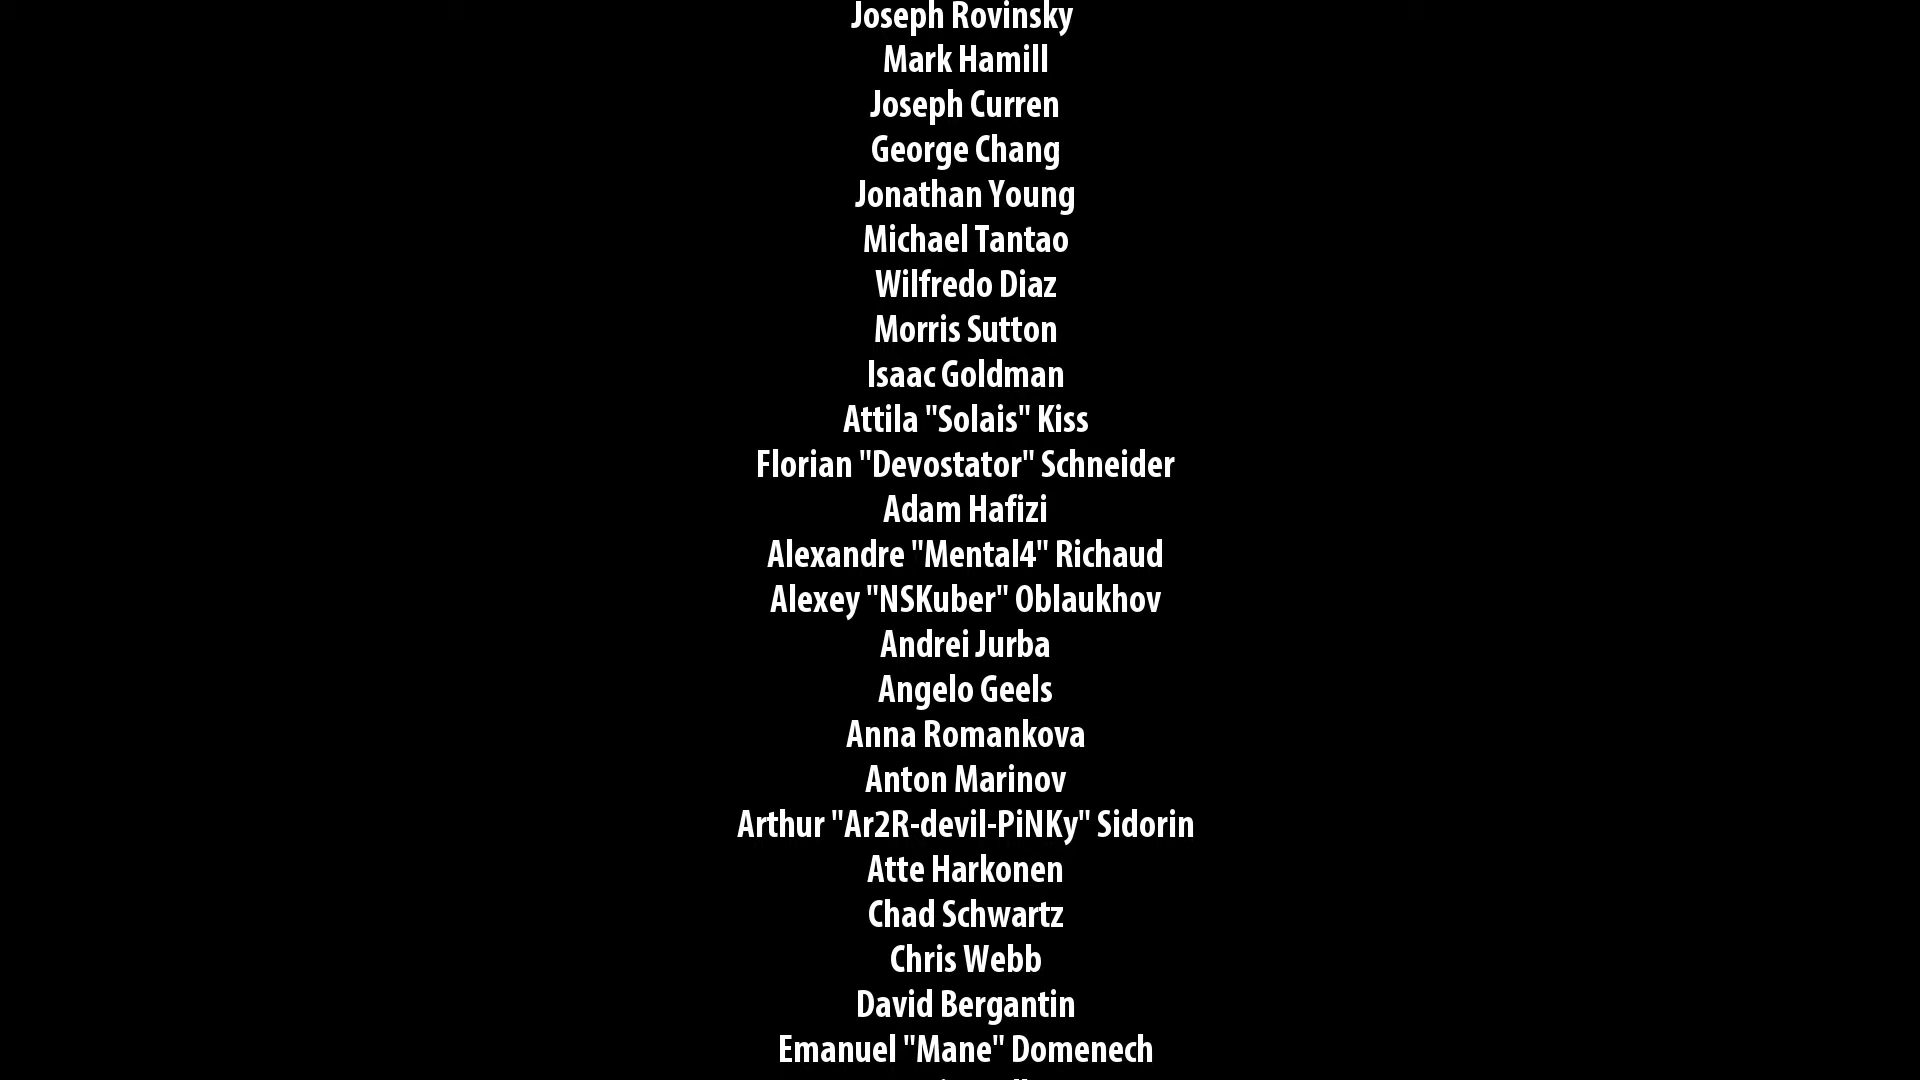 Joseph Rovinsky
Mark Hamill
Joseph Curren
George Chang
Jonathan Young
Michael Tantao
Wilfredo Diaz
Morris Sutton
Isaac Goldman
Attila "Solais" Kiss
Florian "Devostator" Schneider
Adam Hafizi
Alexandre "Mental4" Richaud
Alexey "NSKuber" Oblaukhov
Andrei Jurba
Angelo Geels
Anna Romankova
Anton Marinov
Arthur "Ar2R-devil-PiNKy" Sidorin
Atte Harkonen
Chad Schwartz
Chris Webb
David Bergantin
Emanuel "Mane" Domenech